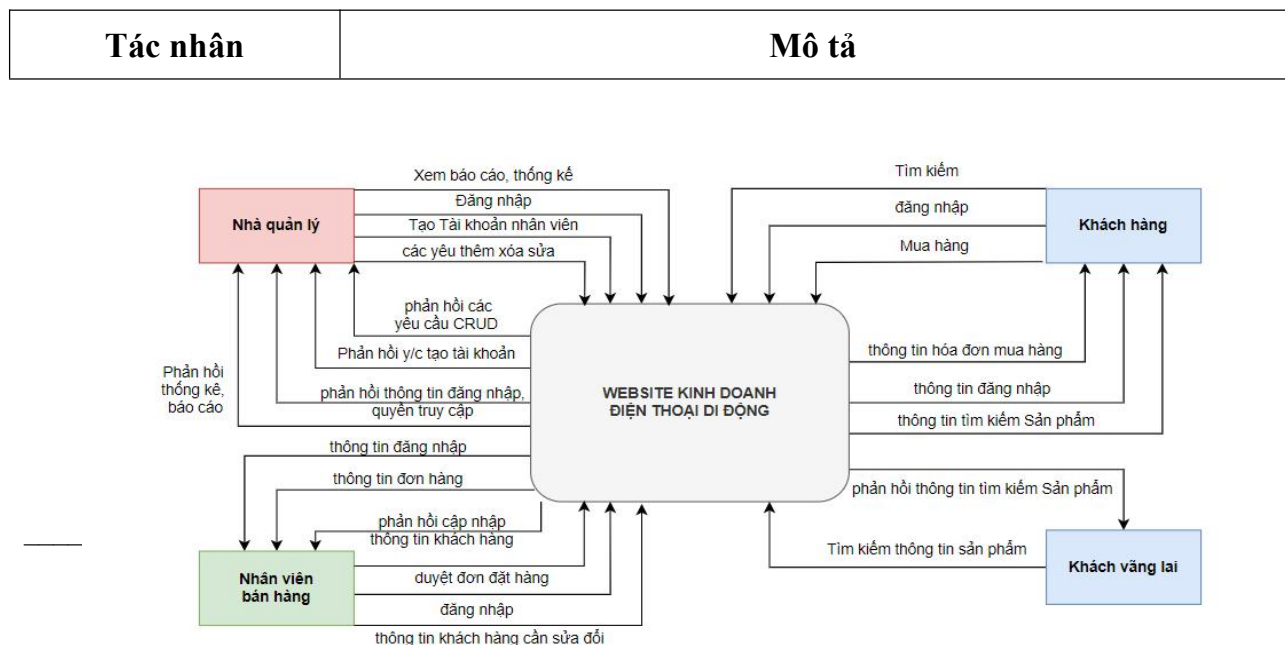 Tác nhân
Mô tả
Xem báo cáo, thống kế
Đăng nhập
Tạo Tài khoản nhân viên
các yêu thêm xóa sửa
Nhà quản lý
Tìm kiếm
đăng nhập
Mua hàng
Khách hàng
phản hồi các
yêu cầu CRUD
Phản hồi y/c tạo tài khoản
Phản hồi
thống kê,
báo cáo
phản hồi thông tin đăng nhập,
quyền truy cập
WEBSITE KINH DOANH
ĐIỆN THOẠI DI ĐỘNG
thông tin hóa đơn mua hàng
thông tin đăng nhập
thông tin tìm kiếm Sản phẩm
thông tin đăng nhập
thông tin đơn hàng
phản hồi cập nhập
thông tin khách hàng
Nhân viên
bán hàng
duyệt đơn đặt hàng
đăng nhập
thông tin khách hàng cần sửa đổi
phản hồi thông tin tìm kiếm Sản phẩm
Tìm kiếm thông tin sản phẩm
Khách vãng lai